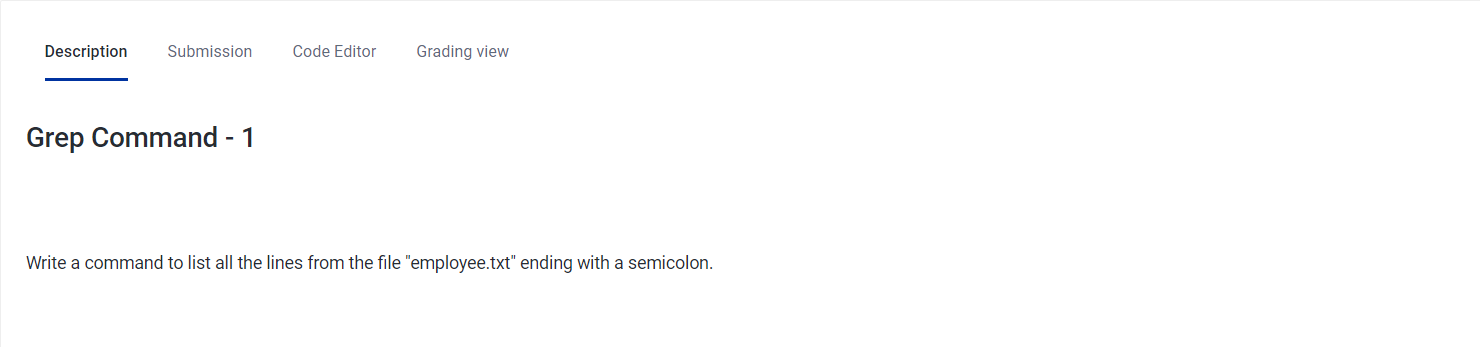 Description Submission Code Editor Grading view
Grep Command - 1
Write a command to list all the lines from the file "employee.txt" ending with a semicolon.